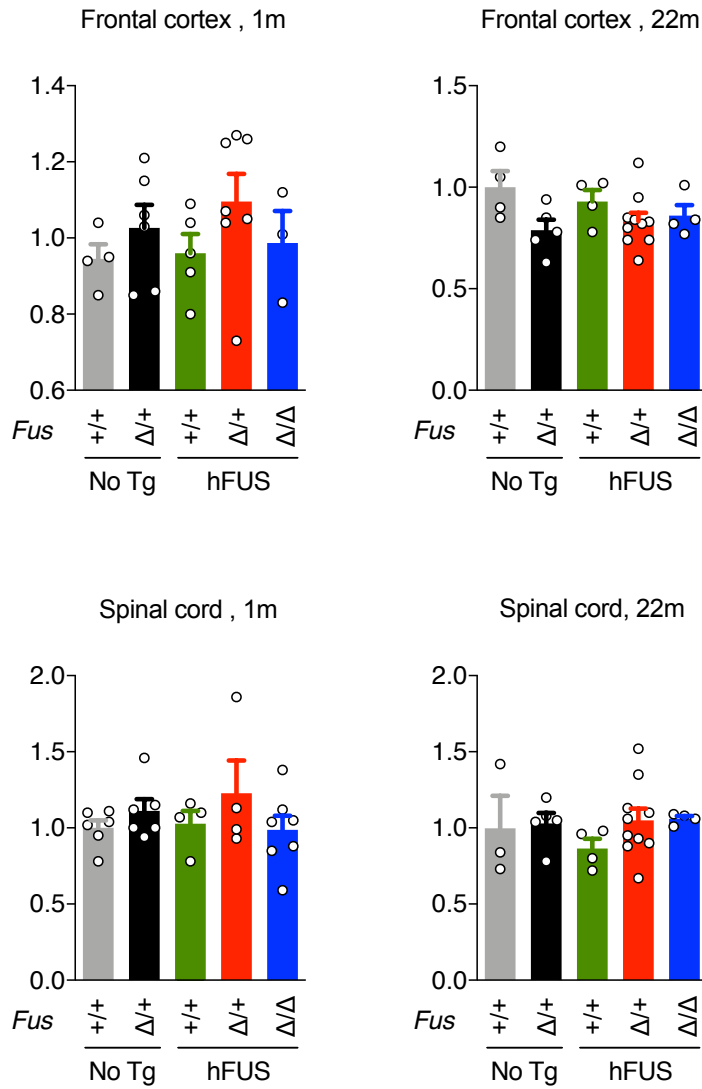 Frontal cortex , 1m
1.4
1.2
1.0
0.8
0.6
Fus +/+ Δ/+ +/+ Δ/+ Δ/Δ
No Tg hFUS
Frontal cortex , 22m
1.5
1.0
0.5
0.0
Fus +/+ Δ/+ +/+ Δ/+ Δ/Δ
No Tg hFUS
Spinal cord , 1m
2.0
1.5
1.0
0.5
0.0
Fus +/+ Δ/+ +/+ Δ/+ Δ/Δ
No Tg hFUS
Spinal cord, 22m
2.0
1.5
1.0
0.5
0.0
Fus +/+ Δ/+ +/+ Δ/+ Δ/Δ
No Tg hFUS